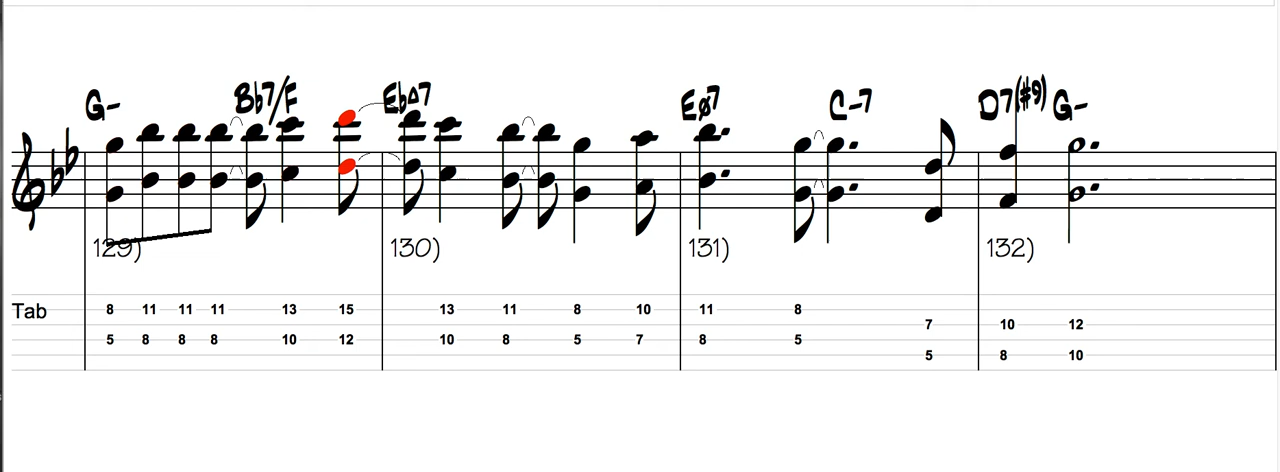 G- Bb7/F Eb∆7 Eø7 C-7 D7(#9) G-
129) 130) 131) 132)
Tab
8 11 11 11 13 15 13 11 8 10 11 8
7 10 12
5 8 8 8 10 12 10 8 5 7 8 5
5 8 10